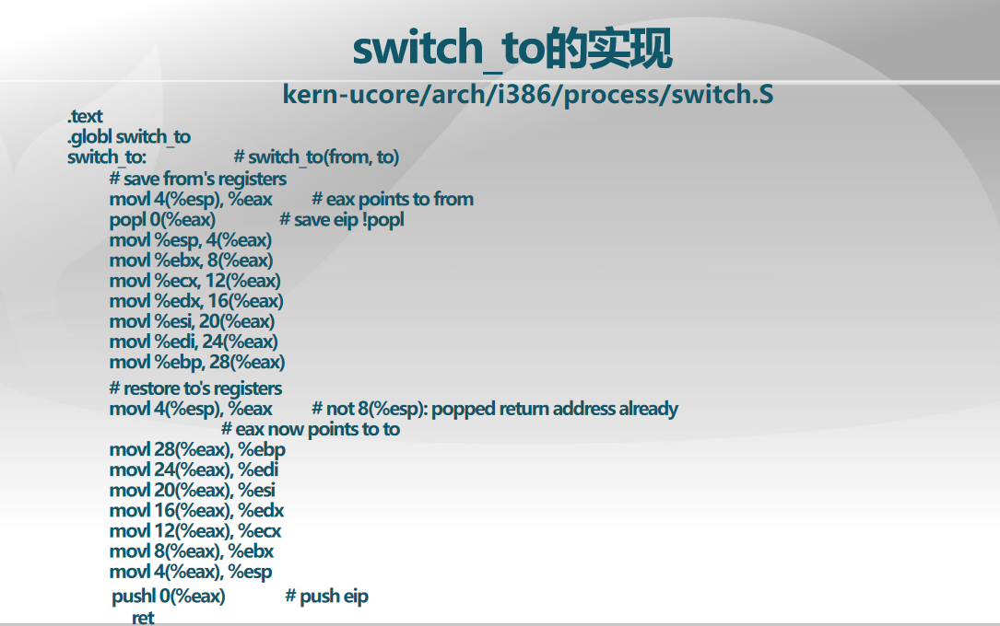 switch_to的实现
kern-ucore/arch/i386/process/switch.S
.text
.globl switch_to
switch_to: # switch_to(from, to)
# save from's registers
movl 4(%esp), %eax # eax points to from
popl 0(%eax) # save eip !popl
movl %esp, 4(%eax)
movl %ebx, 8(%eax)
movl %ecx, 12(%eax)
movl %edx, 16(%eax)
movl %esi, 20(%eax)
movl %edi, 24(%eax)
movl %ebp, 28(%eax)
# restore to's registers
movl 4(%esp), %eax # not 8(%esp): popped return address already
# eax now points to to
movl 28(%eax), %ebp
movl 24(%eax), %edi
movl 20(%eax), %esi
movl 16(%eax), %edx
movl 12(%eax), %ecx
movl 8(%eax), %ebx
movl 4(%eax), %esp
pushl 0(%eax) # push eip
ret